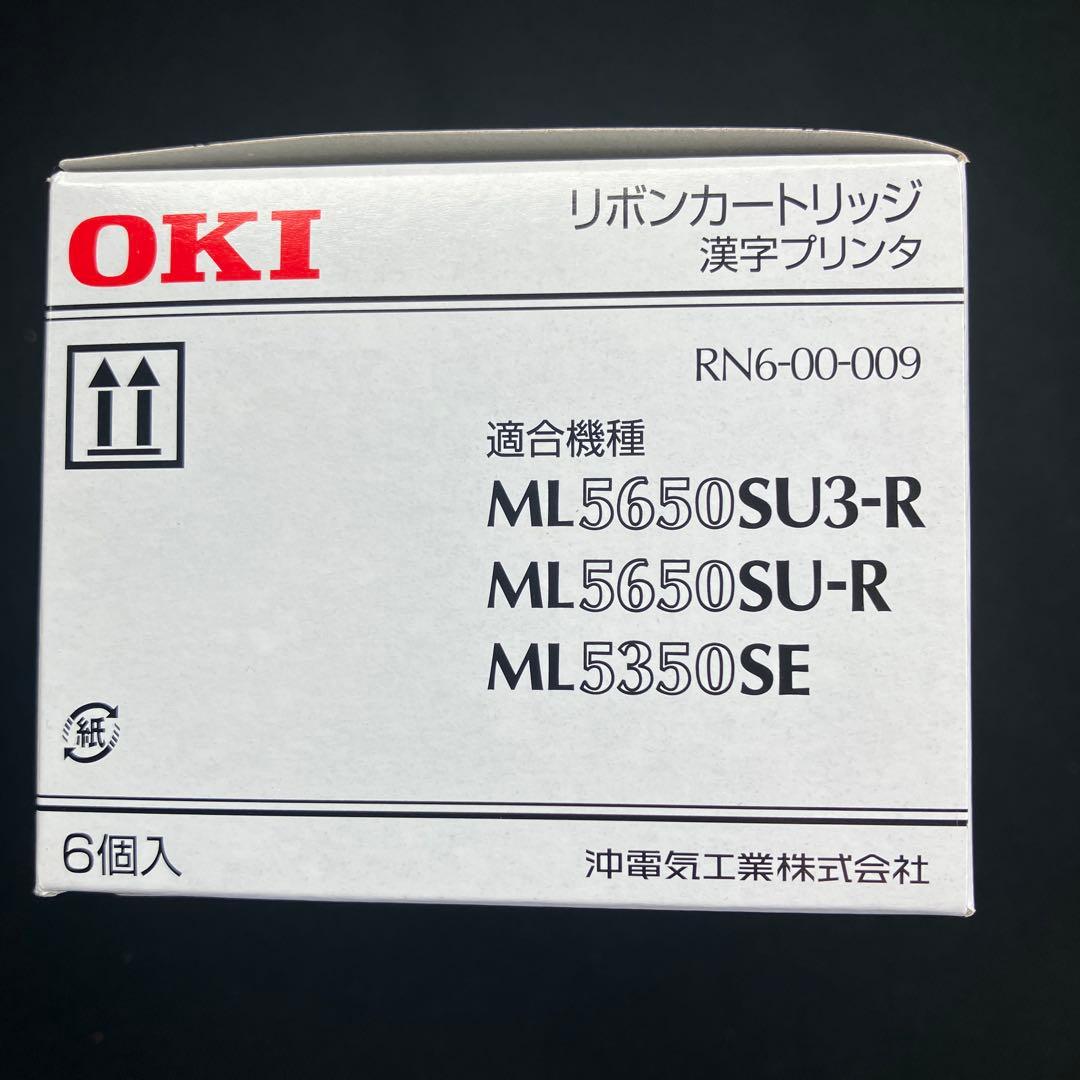 OKI
リボンカートリッジ
漢字プリンタ
RN6-00-009
適合機種
ML5650SU3-R
ML5650SU-R
ML5350SE
紙
6個入
沖電気工業株式会社